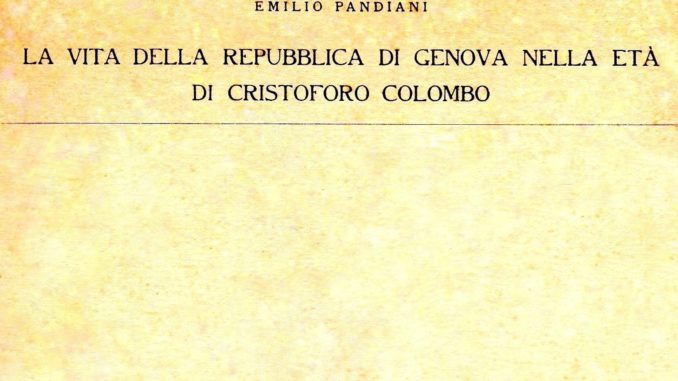 EMILIO PANDIANI
LA VITA DELLA REPUBBLICA DI GENOVA NELLA ETÀ
DI CRISTOFORO COLOMBO